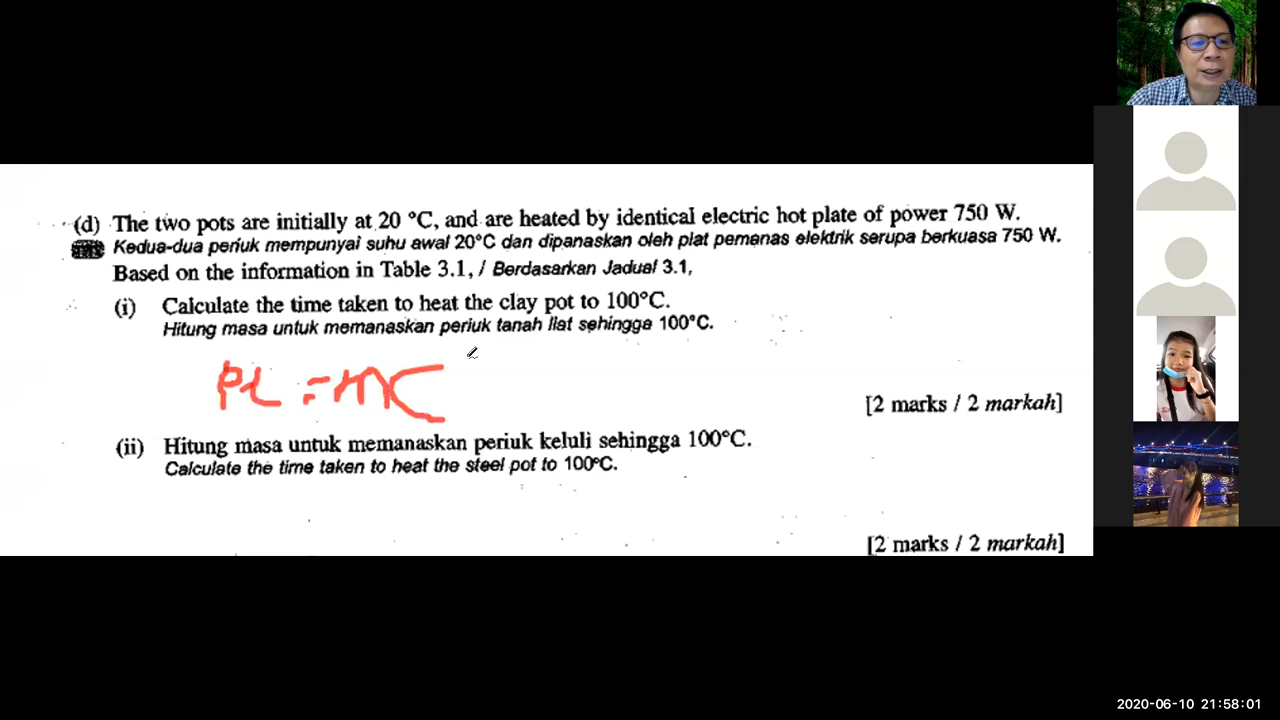 (d) The two pots are initially at 20 °C, and are heated by identical electric hot plate of power 750 W.
Kedua-dua periuk mempunyai suhu awal 20°C dan dipanaskan oleh plat pemanas elektrik serupa berkuasa 750 W.
Based on the information in Table 3.1, / Berdasarkan Jadual 3.1,
(i) Calculate the time taken to heat the clay pot to 100°C.
Hitung masa untuk memanaskan periuk tanah liat sehingga 100°C.
Pt = mC
[2 marks / 2 markah]
(ii) Hitung masa untuk memanaskan periuk keluli sehingga 100°C.
Calculate the time taken to heat the steel pot to 100°C.
[2 marks / 2 markah]
2020-06-10 21:58:01